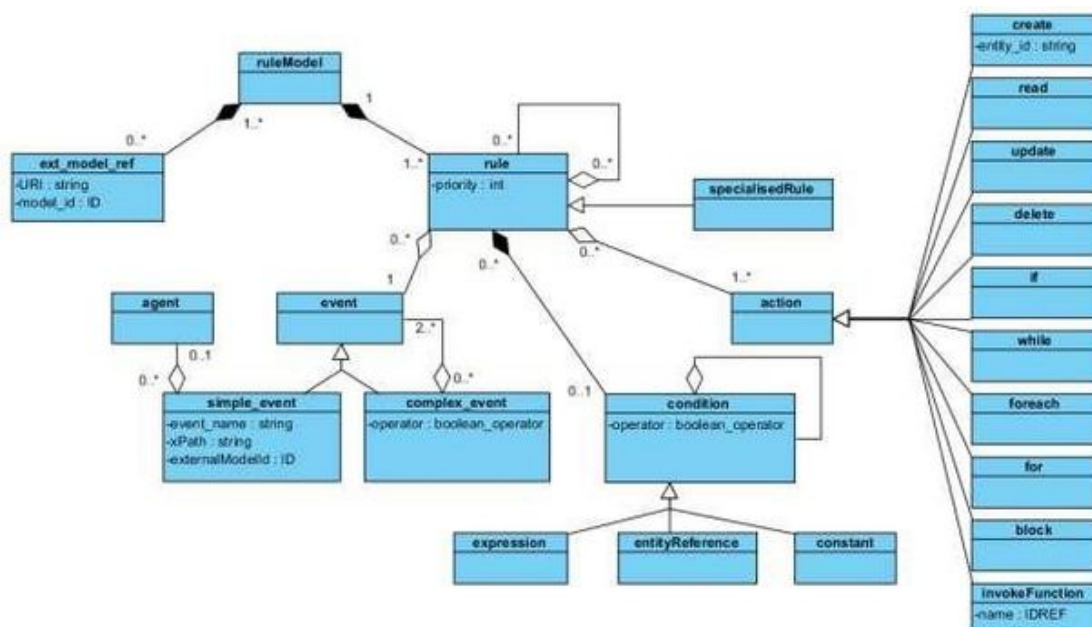 create
-entity_id : string
ruleModel
read
1
1..*
0..*
0..*
update
0..*
1..*
ext_model_ref
rule
-URI : string
-priority : int
-model_id : ID
specialisedRule
delete
0..*
0..*
0..*
1
1..*
if
agent
event
action
2..*
while
0..1
0..*
0..*
0..1
simple_event
complex_event
condition
foreach
-event_name : string
-operator : boolean_operator
-operator : boolean_operator
-xPath : string
-externalModelId : ID
for
block
expression
entityReference
constant
invokeFunction
-name : IDREF